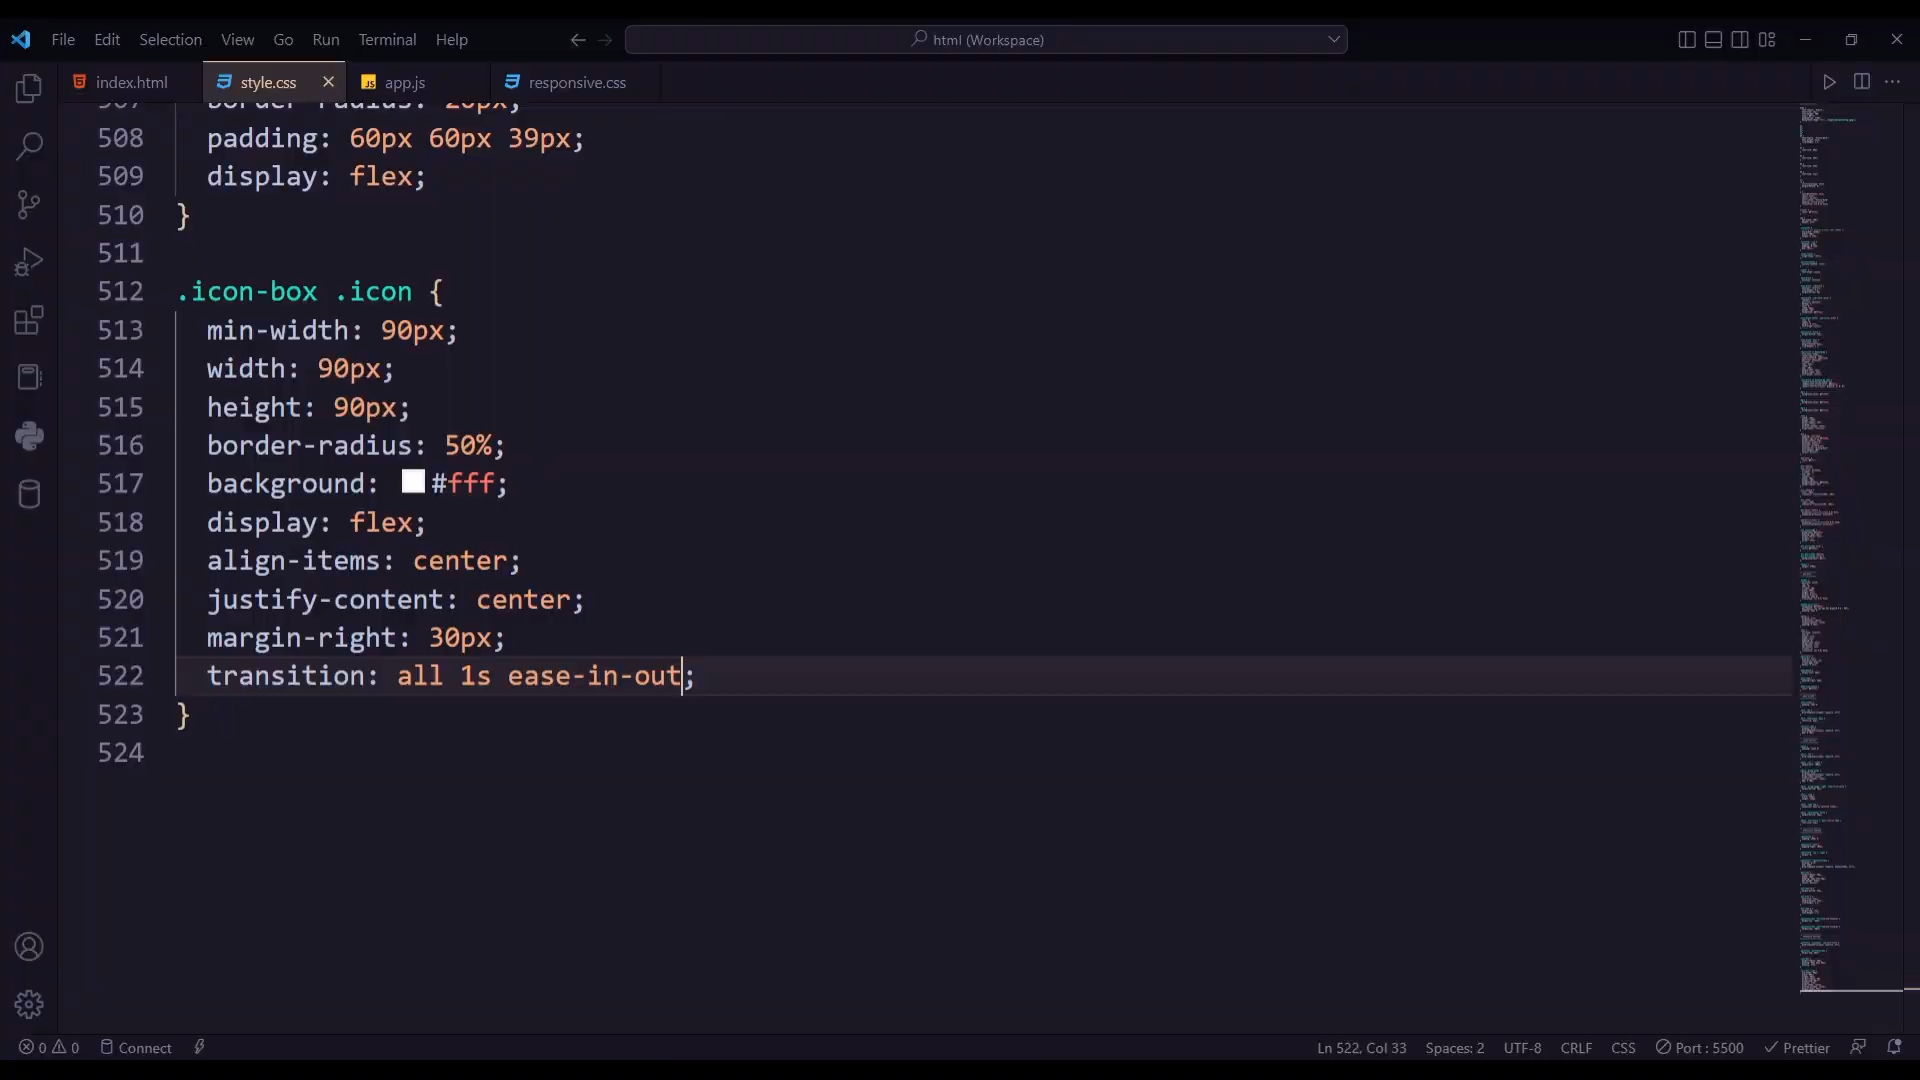 File Edit Selection View Go Run Terminal Help html (Workspace)
index.html style.css app.js responsive.css
507 border-radius: 20px;
508 padding: 60px 60px 39px;
509 display: flex;
510 }
511
512 .icon-box .icon {
513 min-width: 90px;
514 width: 90px;
515 height: 90px;
516 border-radius: 50%;
517 background: #fff;
518 display: flex;
519 align-items: center;
520 justify-content: center;
521 margin-right: 30px;
522 transition: all 1s ease-in-out;
523 }
524
0 0 Connect Ln 522, Col 33 Spaces: 2 UTF-8 CRLF CSS Port : 5500 Prettier